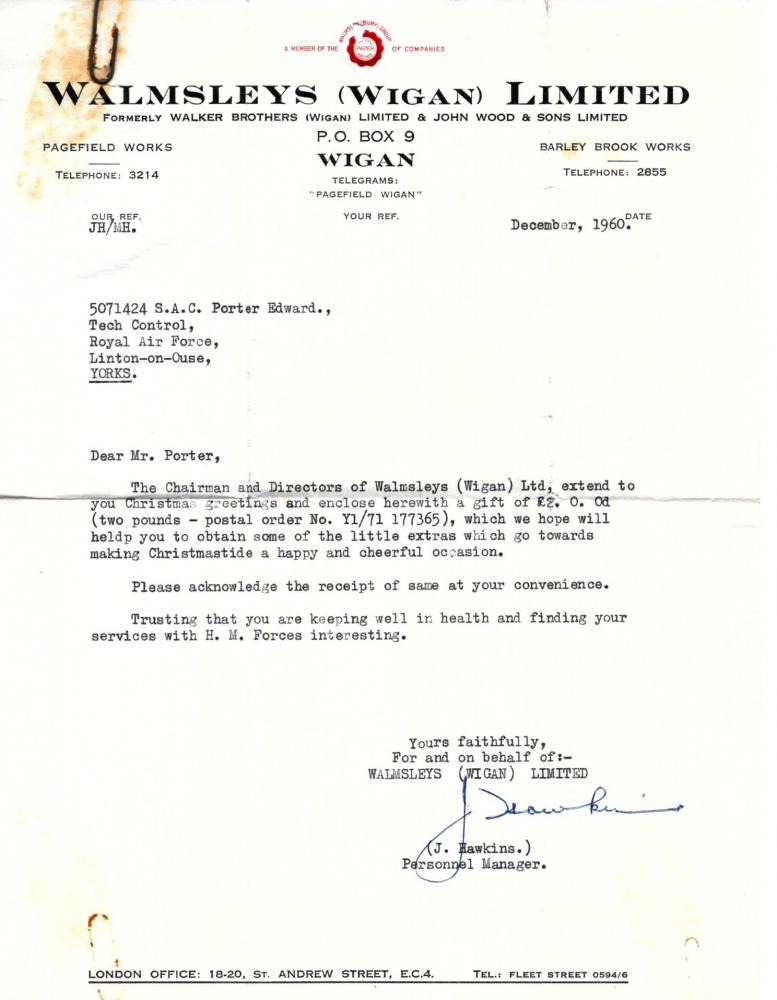 A MEMBER OF THE WALMSLEYS (BURY) GROUP OF COMPANIES
PAPER
WALMSLEYS (WIGAN) LIMITED
FORMERLY WALKER BROTHERS (WIGAN) LIMITED & JOHN WOOD & SONS LIMITED
P.O. BOX 9
PAGEFIELD WORKS
BARLEY BROOK WORKS
WIGAN
TELEPHONE: 3214
TELEPHONE: 2855
TELEGRAMS:
"PAGEFIELD WIGAN"
OUR REF.
JH/MH.
YOUR REF.
DATE
December, 1960.
5071424 S.A.C. Porter Edward.,
Tech Control,
Royal Air Force,
Linton-on-Ouse,
YORKS.
Dear Mr. Porter,
The Chairman and Directors of Walmsleys (Wigan) Ltd, extend to
you Christmas greetings and enclose herewith a gift of £2. 0. 0d
(two pounds - postal order No. Y1/71 177365), which we hope will
heldp you to obtain some of the little extras which go towards
making Christmastide a happy and cheerful occasion.
Please acknowledge the receipt of same at your convenience.
Trusting that you are keeping well in health and finding your
services with H. M. Forces interesting.
Yours faithfully,
For and on behalf of:-
WALMSLEYS (WIGAN) LIMITED
J Hawkins
(J. Hawkins.)
Personnel Manager.
LONDON OFFICE: 18-20, ST. ANDREW STREET, E.C.4. TEL.: FLEET STREET 0594/6